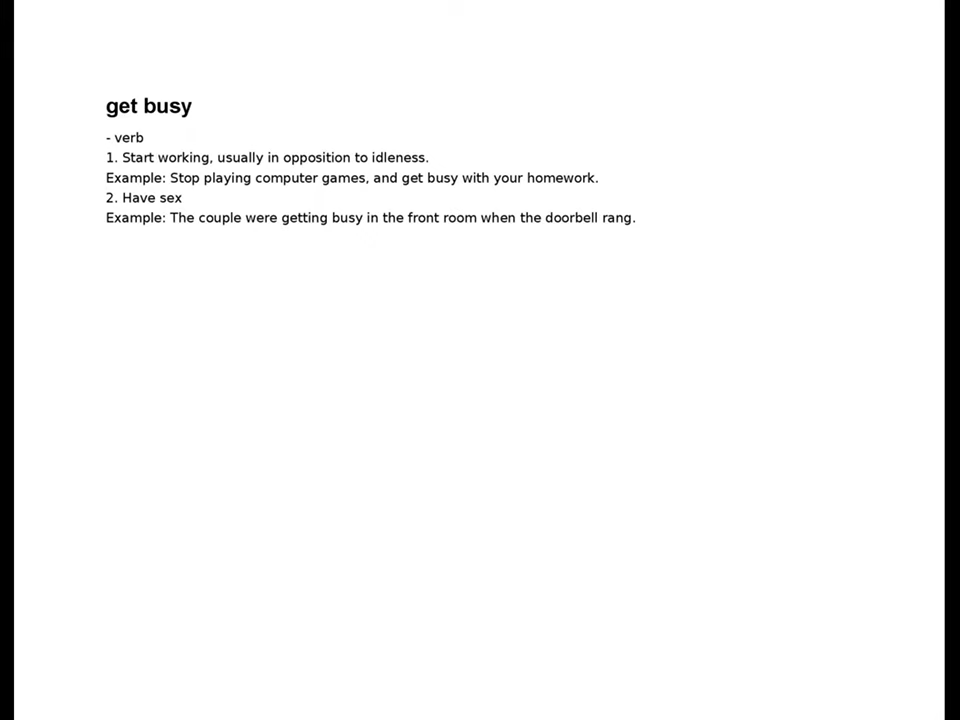 get busy
- verb
1. Start working, usually in opposition to idleness.
Example: Stop playing computer games, and get busy with your homework.
2. Have sex
Example: The couple were getting busy in the front room when the doorbell rang.